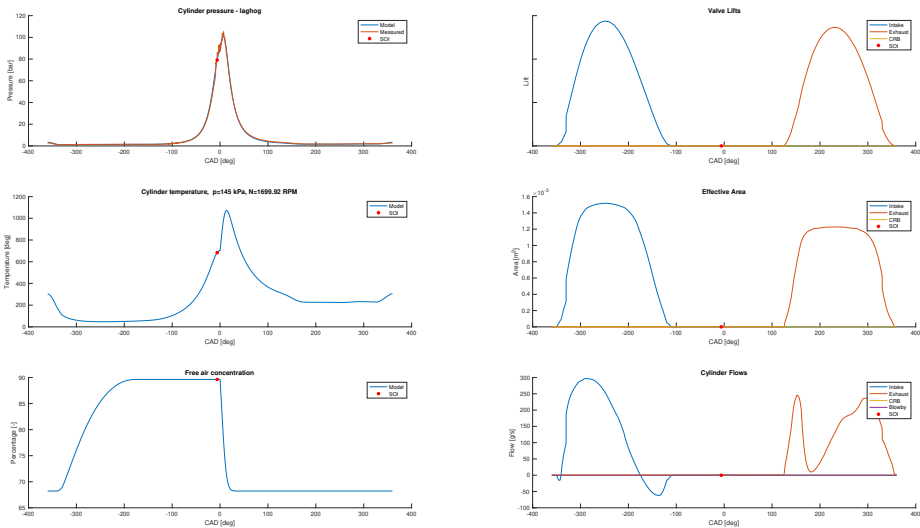 Cylinder pressure - laghog
120
100
80
60
40
20
0
Pressure [bar]
-400 -300 -200 -100 0 100 200 300 400
CAD [deg]
Model
Measured
SOI
Valve Lifts
Lift
-400 -300 -200 -100 0 100 200 300 400
CAD [deg]
Intake
Exhaust
CRB
SOI
Cylinder temperature, p=145 kPa, N=1699.92 RPM
1200
1000
800
600
400
200
0
Temperature [deg]
-400 -300 -200 -100 0 100 200 300 400
CAD [deg]
Model
SOI
Effective Area
×10⁻³
1.6
1.4
1.2
1
0.8
0.6
0.4
0.2
0
Area [m²]
-400 -300 -200 -100 0 100 200 300 400
CAD [deg]
Intake
Exhaust
CRB
SOI
Free air concentration
90
85
80
75
70
65
Percentage [-]
-400 -300 -200 -100 0 100 200 300 400
CAD [deg]
Model
SOI
Cylinder Flows
300
250
200
150
100
50
0
-50
-100
Flow [g/s]
-400 -300 -200 -100 0 100 200 300 400
CAD [deg]
Intake
Exhaust
CRB
Blowby
SOI